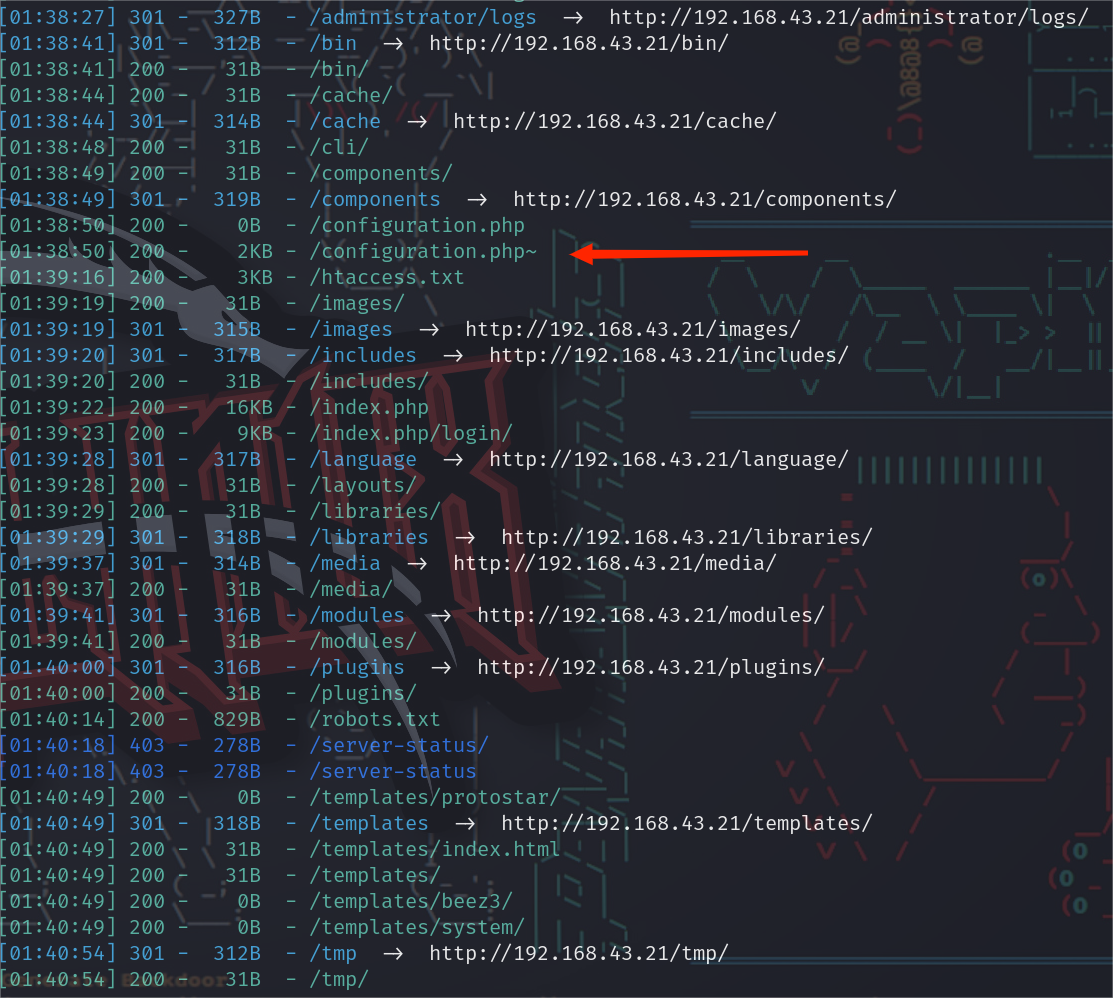 [01:38:27] 301 - 327B - /administrator/logs → http://192.168.43.21/administrator/logs/
[01:38:41] 301 - 312B - /bin → http://192.168.43.21/bin/
[01:38:41] 200 - 31B - /bin/
[01:38:44] 200 - 31B - /cache/
[01:38:44] 301 - 314B - /cache → http://192.168.43.21/cache/
[01:38:48] 200 - 31B - /cli/
[01:38:49] 200 - 31B - /components/
[01:38:49] 301 - 319B - /components → http://192.168.43.21/components/
[01:38:50] 200 - 0B - /configuration.php
[01:38:50] 200 - 2KB - /configuration.php~
[01:39:16] 200 - 3KB - /htaccess.txt
[01:39:19] 200 - 31B - /images/
[01:39:19] 301 - 315B - /images → http://192.168.43.21/images/
[01:39:20] 301 - 317B - /includes → http://192.168.43.21/includes/
[01:39:20] 200 - 31B - /includes/
[01:39:22] 200 - 16KB - /index.php
[01:39:23] 200 - 9KB - /index.php/login/
[01:39:28] 301 - 317B - /language → http://192.168.43.21/language/
[01:39:28] 200 - 31B - /layouts/
[01:39:29] 200 - 31B - /libraries/
[01:39:29] 301 - 318B - /libraries → http://192.168.43.21/libraries/
[01:39:37] 301 - 314B - /media → http://192.168.43.21/media/
[01:39:37] 200 - 31B - /media/
[01:39:41] 301 - 316B - /modules → http://192.168.43.21/modules/
[01:39:41] 200 - 31B - /modules/
[01:40:00] 301 - 316B - /plugins → http://192.168.43.21/plugins/
[01:40:00] 200 - 31B - /plugins/
[01:40:14] 200 - 829B - /robots.txt
[01:40:18] 403 - 278B - /server-status/
[01:40:18] 403 - 278B - /server-status
[01:40:49] 200 - 0B - /templates/protostar/
[01:40:49] 301 - 318B - /templates → http://192.168.43.21/templates/
[01:40:49] 200 - 31B - /templates/index.html
[01:40:49] 200 - 31B - /templates/
[01:40:49] 200 - 0B - /templates/beez3/
[01:40:49] 200 - 0B - /templates/system/
[01:40:54] 301 - 312B - /tmp → http://192.168.43.21/tmp/
[01:40:54] 200 - 31B - /tmp/